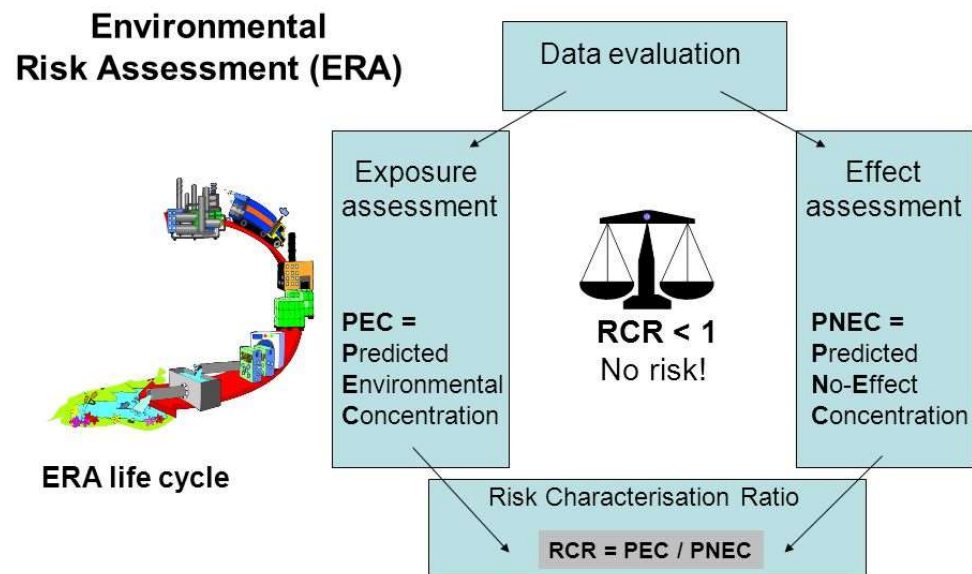 Environmental
Risk Assessment (ERA)
Data evaluation
Exposure
assessment
Effect
assessment
PEC =
Predicted
Environmental
Concentration
RCR < 1
No risk!
PNEC =
Predicted
No-Effect
Concentration
ERA life cycle
Risk Characterisation Ratio
RCR = PEC / PNEC